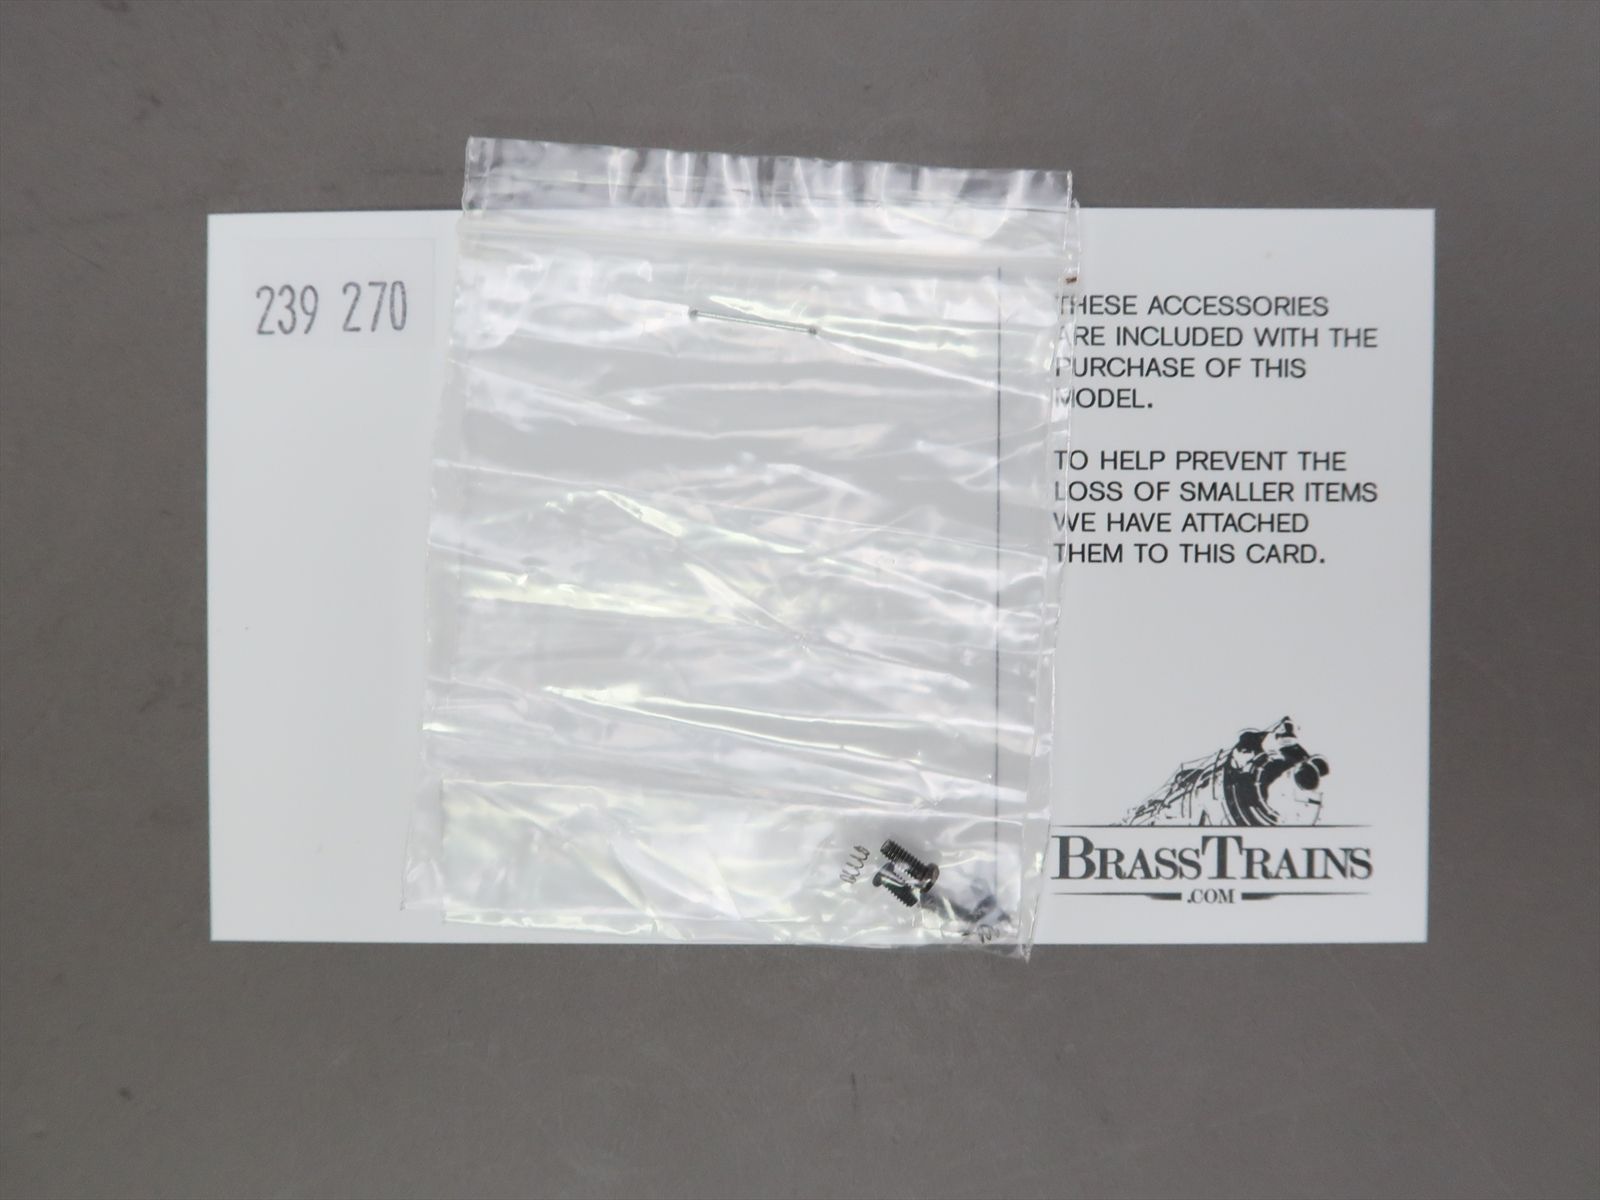 239 270
THESE ACCESSORIES
ARE INCLUDED WITH THE
PURCHASE OF THIS
MODEL.
TO HELP PREVENT THE
LOSS OF SMALLER ITEMS
WE HAVE ATTACHED
THEM TO THIS CARD.
BRASSTRAINS
.COM